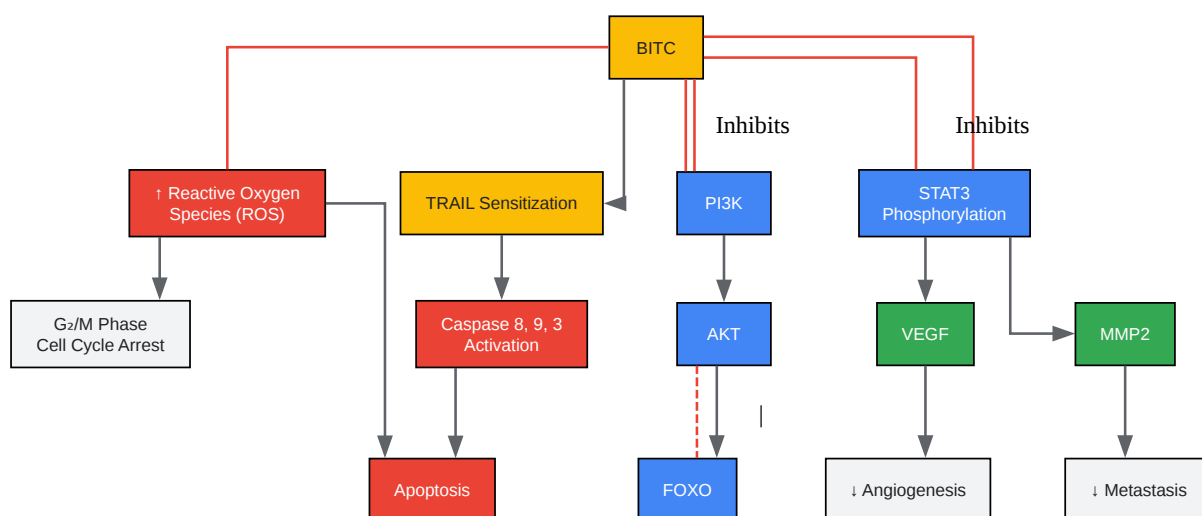 BITC
Inhibits
Inhibits
↑ Reactive Oxygen
Species (ROS)
TRAIL Sensitization
PI3K
STAT3
Phosphorylation
G₂/M Phase
Cell Cycle Arrest
Caspase 8, 9, 3
Activation
AKT
VEGF
MMP2
Apoptosis
FOXO
↓ Angiogenesis
↓ Metastasis